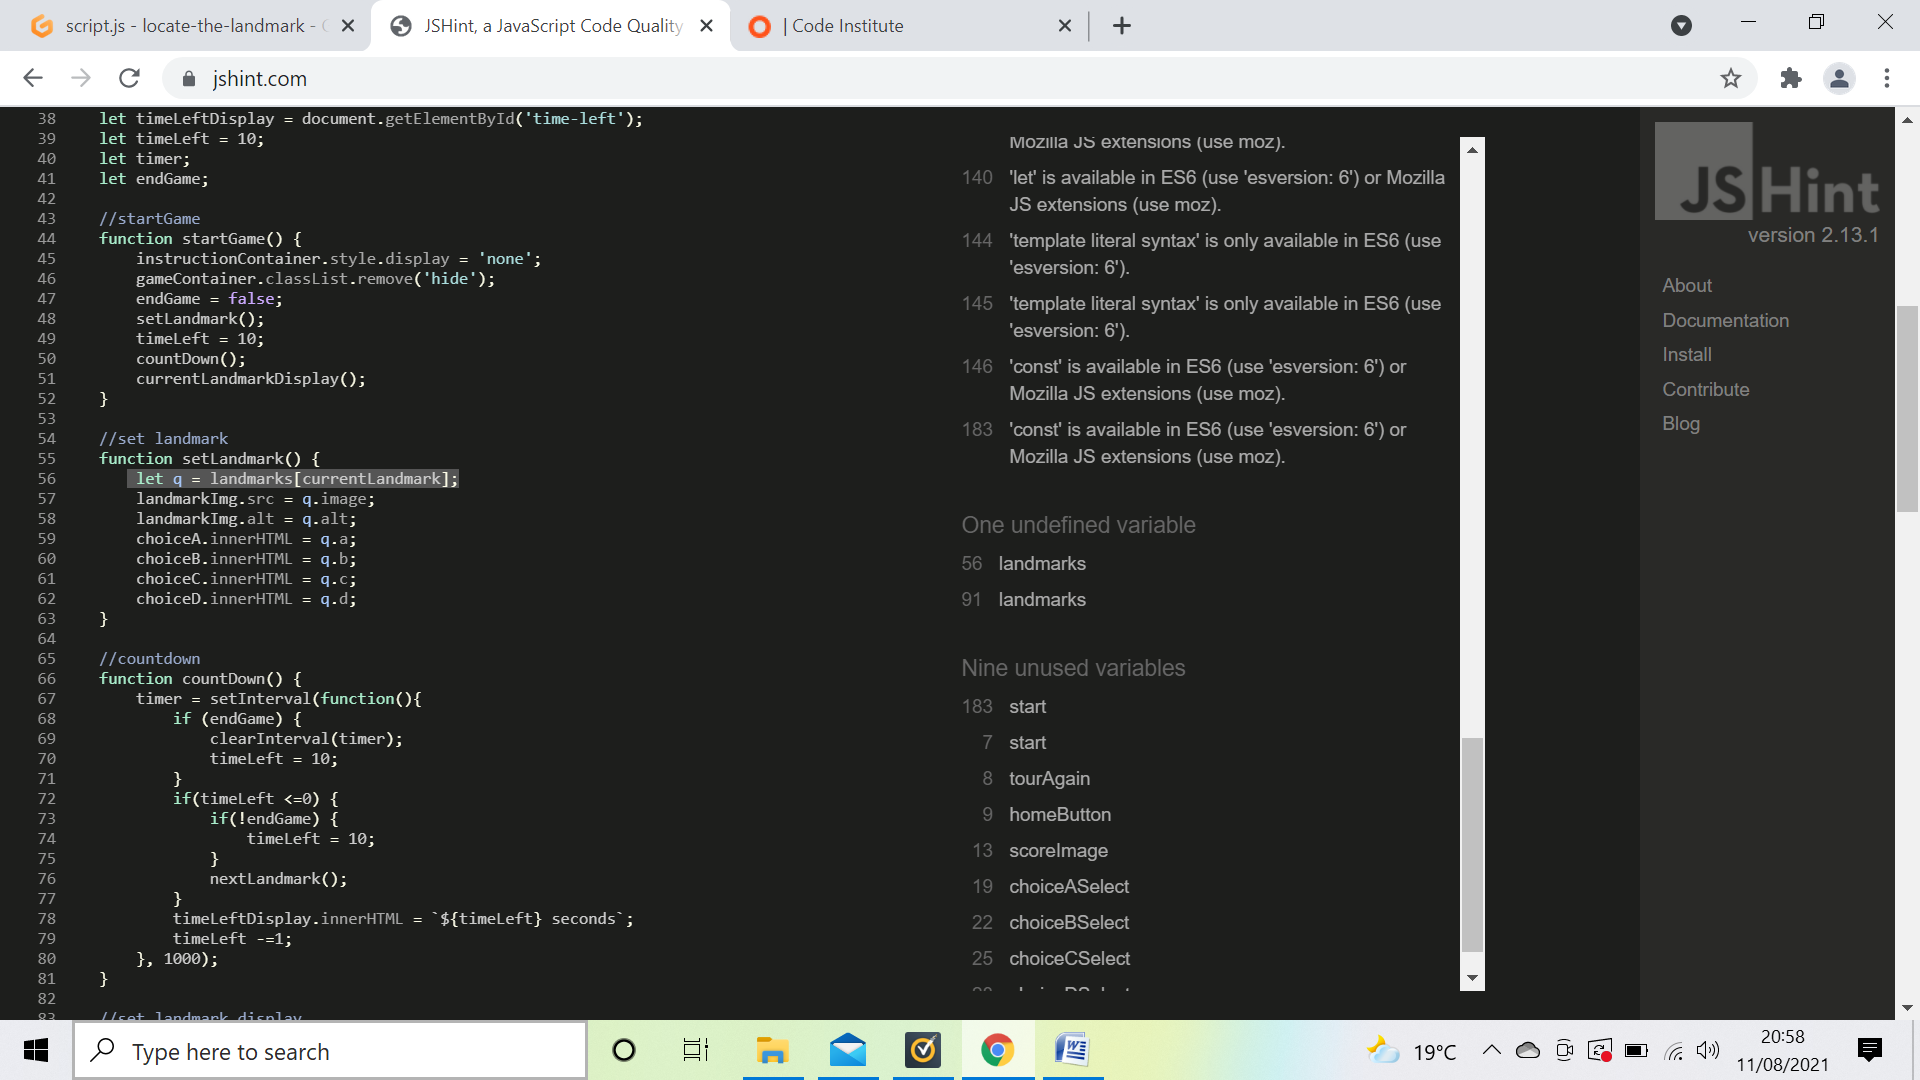 script.js - locate-the-landmark -
JSHint, a JavaScript Code Quality
| Code Institute
jshint.com
38 let timeLeftDisplay = document.getElementById('time-left');
39 let timeLeft = 10;
40 let timer;
41 let endGame;
42
43 //startGame
44 function startGame() {
45 instructionContainer.style.display = 'none';
46 gameContainer.classList.remove('hide');
47 endGame = false;
48 setLandmark();
49 timeLeft = 10;
50 countDown();
51 currentLandmarkDisplay();
52 }
53
54 //set landmark
55 function setLandmark() {
56 let q = landmarks[currentLandmark];
57 landmarkImg.src = q.image;
58 landmarkImg.alt = q.alt;
59 choiceA.innerHTML = q.a;
60 choiceB.innerHTML = q.b;
61 choiceC.innerHTML = q.c;
62 choiceD.innerHTML = q.d;
63 }
64
65 //countdown
66 function countDown() {
67 timer = setInterval(function(){
68 if (endGame) {
69 clearInterval(timer);
70 timeLeft = 10;
71 }
72 if(timeLeft <=0) {
73 if(!endGame) {
74 timeLeft = 10;
75 }
76 nextLandmark();
77 }
78 timeLeftDisplay.innerHTML = `${timeLeft} seconds`;
79 timeLeft -=1;
80 }, 1000);
81 }
82
83 //set landmark display
Mozilla JS extensions (use moz).
140 'let' is available in ES6 (use 'esversion: 6') or Mozilla
JS extensions (use moz).
144 'template literal syntax' is only available in ES6 (use
'esversion: 6').
145 'template literal syntax' is only available in ES6 (use
'esversion: 6').
146 'const' is available in ES6 (use 'esversion: 6') or
Mozilla JS extensions (use moz).
183 'const' is available in ES6 (use 'esversion: 6') or
Mozilla JS extensions (use moz).
One undefined variable
56 landmarks
91 landmarks
Nine unused variables
183 start
7 start
8 tourAgain
9 homeButton
13 scoreImage
19 choiceASelect
22 choiceBSelect
25 choiceCSelect
JSHint
version 2.13.1
About
Documentation
Install
Contribute
Blog
Type here to search
19°C
20:58
11/08/2021